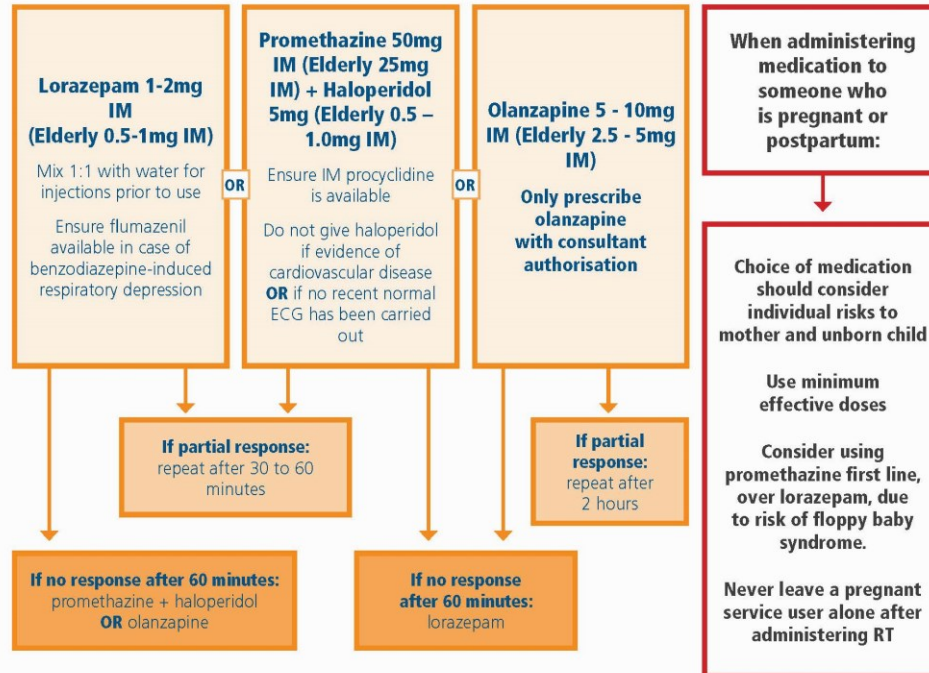 Lorazepam 1-2mg
IM
(Elderly 0.5-1mg IM)
Mix 1:1 with water for
injections prior to use
Ensure flumazenil
available in case of
benzodiazepine-induced
respiratory depression
OR
Promethazine 50mg
IM (Elderly 25mg
IM) + Haloperidol
5mg (Elderly 0.5 –
1.0mg IM)
Ensure IM procyclidine
is available
Do not give haloperidol
if evidence of
cardiovascular disease
OR if no recent normal
ECG has been carried
out
OR
Olanzapine 5 - 10mg
IM (Elderly 2.5 - 5mg
IM)
Only prescribe
olanzapine
with consultant
authorisation
If partial response:
repeat after 30 to 60
minutes
If partial
response:
repeat after
2 hours
If no response after 60 minutes:
promethazine + haloperidol
OR olanzapine
If no response
after 60 minutes:
lorazepam
When administering
medication to
someone who
is pregnant or
postpartum:
Choice of medication
should consider
individual risks to
mother and unborn child
Use minimum
effective doses
Consider using
promethazine first line,
over lorazepam, due
to risk of floppy baby
syndrome.
Never leave a pregnant
service user alone after
administering RT